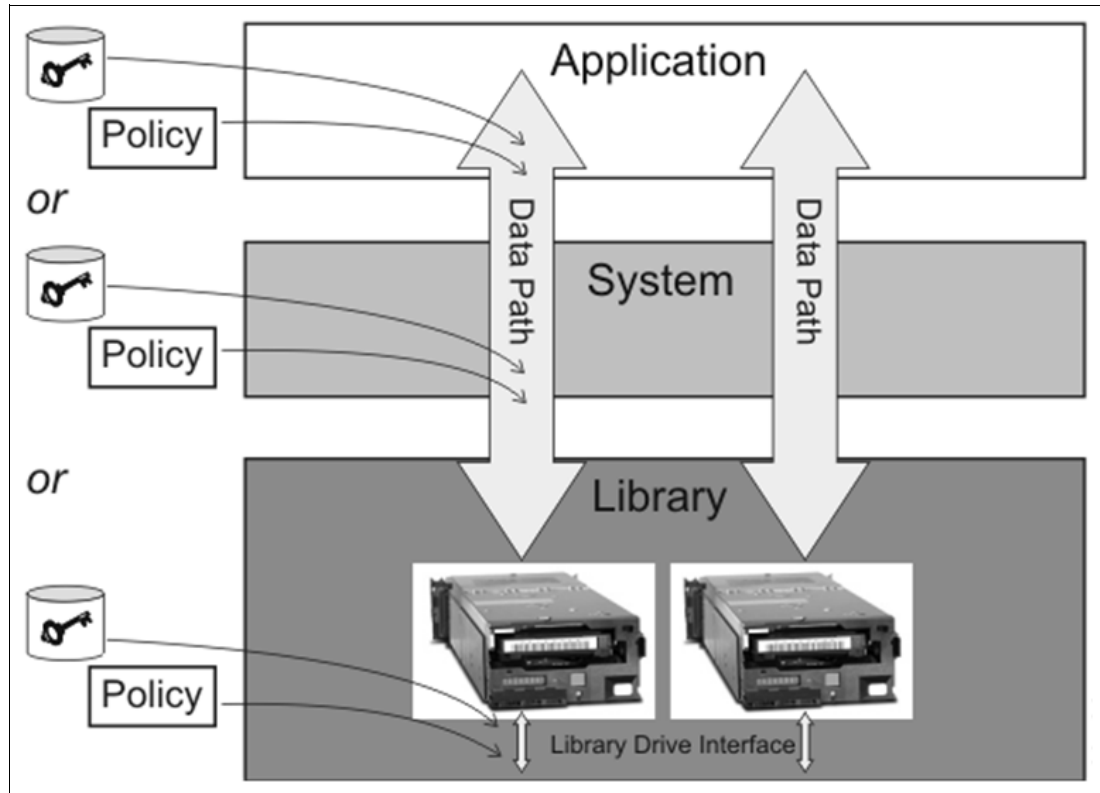 Application
Policy
or
Data Path
Data Path
System
Policy
or
Library
Policy
Library Drive Interface